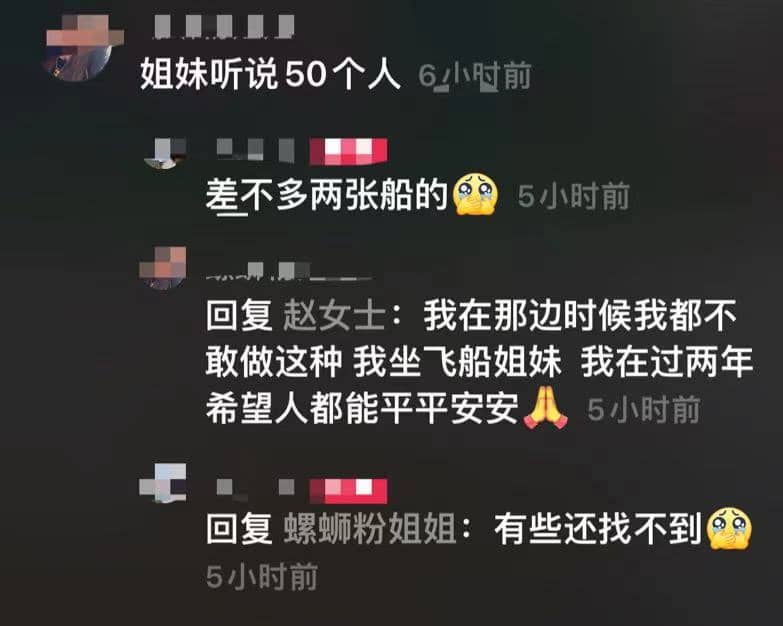 姐妹听说50个人 6小时前
差不多两张船的🥹 5小时前
回复 赵女士：我在那边时候我都不
敢做这种 我坐飞船姐妹 我在过两年
希望人都能平平安安🙏 5小时前
回复 螺蛳粉姐姐：有些还找不到🥹
5小时前